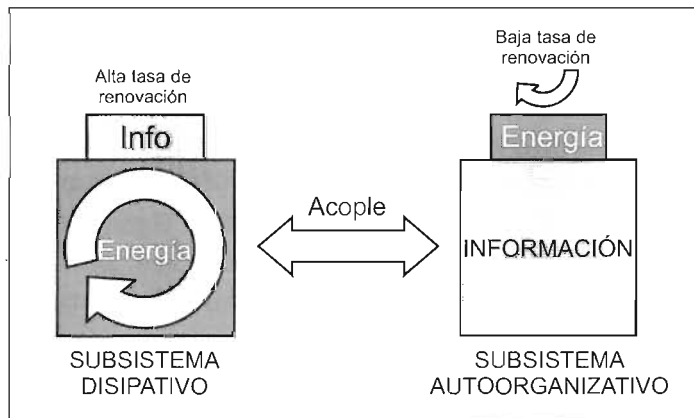 Alta tasa de
renovación
Info
Energía
SUBSISTEMA
DISIPATIVO
Acople
Baja tasa de
renovación
Energía
INFORMACIÓN
SUBSISTEMA
AUTOORGANIZATIVO